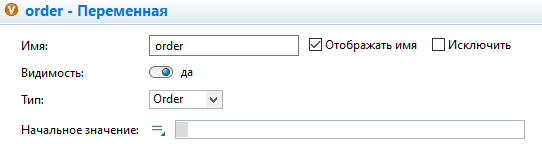 order - Переменная
Имя: order Отображать имя Исключить
Видимость: да
Тип: Order
Начальное значение: